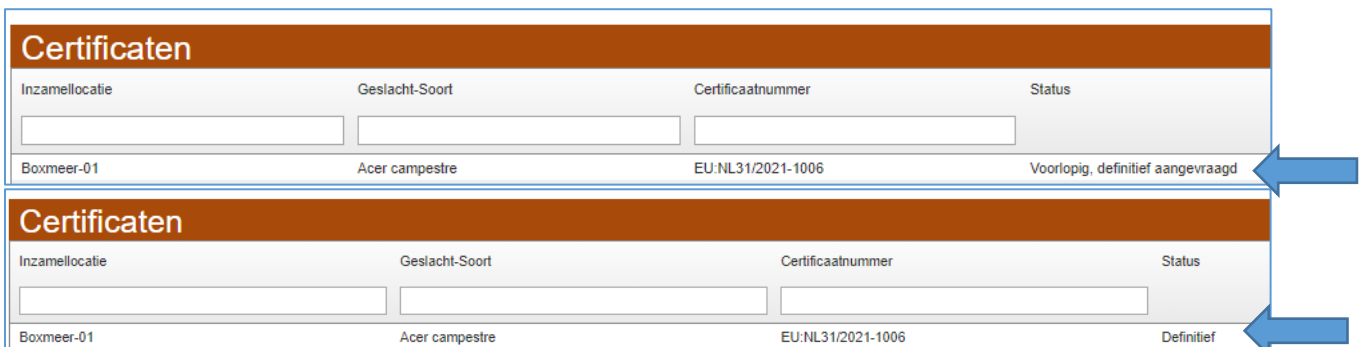 Certificaten
Inzamellocatie Geslacht-Soort Certificaatnummer Status
Boxmeer-01 Acer campestre EU:NL31/2021-1006 Voorlopig, definitief aangevraagd
Certificaten
Inzamellocatie Geslacht-Soort Certificaatnummer Status
Boxmeer-01 Acer campestre EU:NL31/2021-1006 Definitief